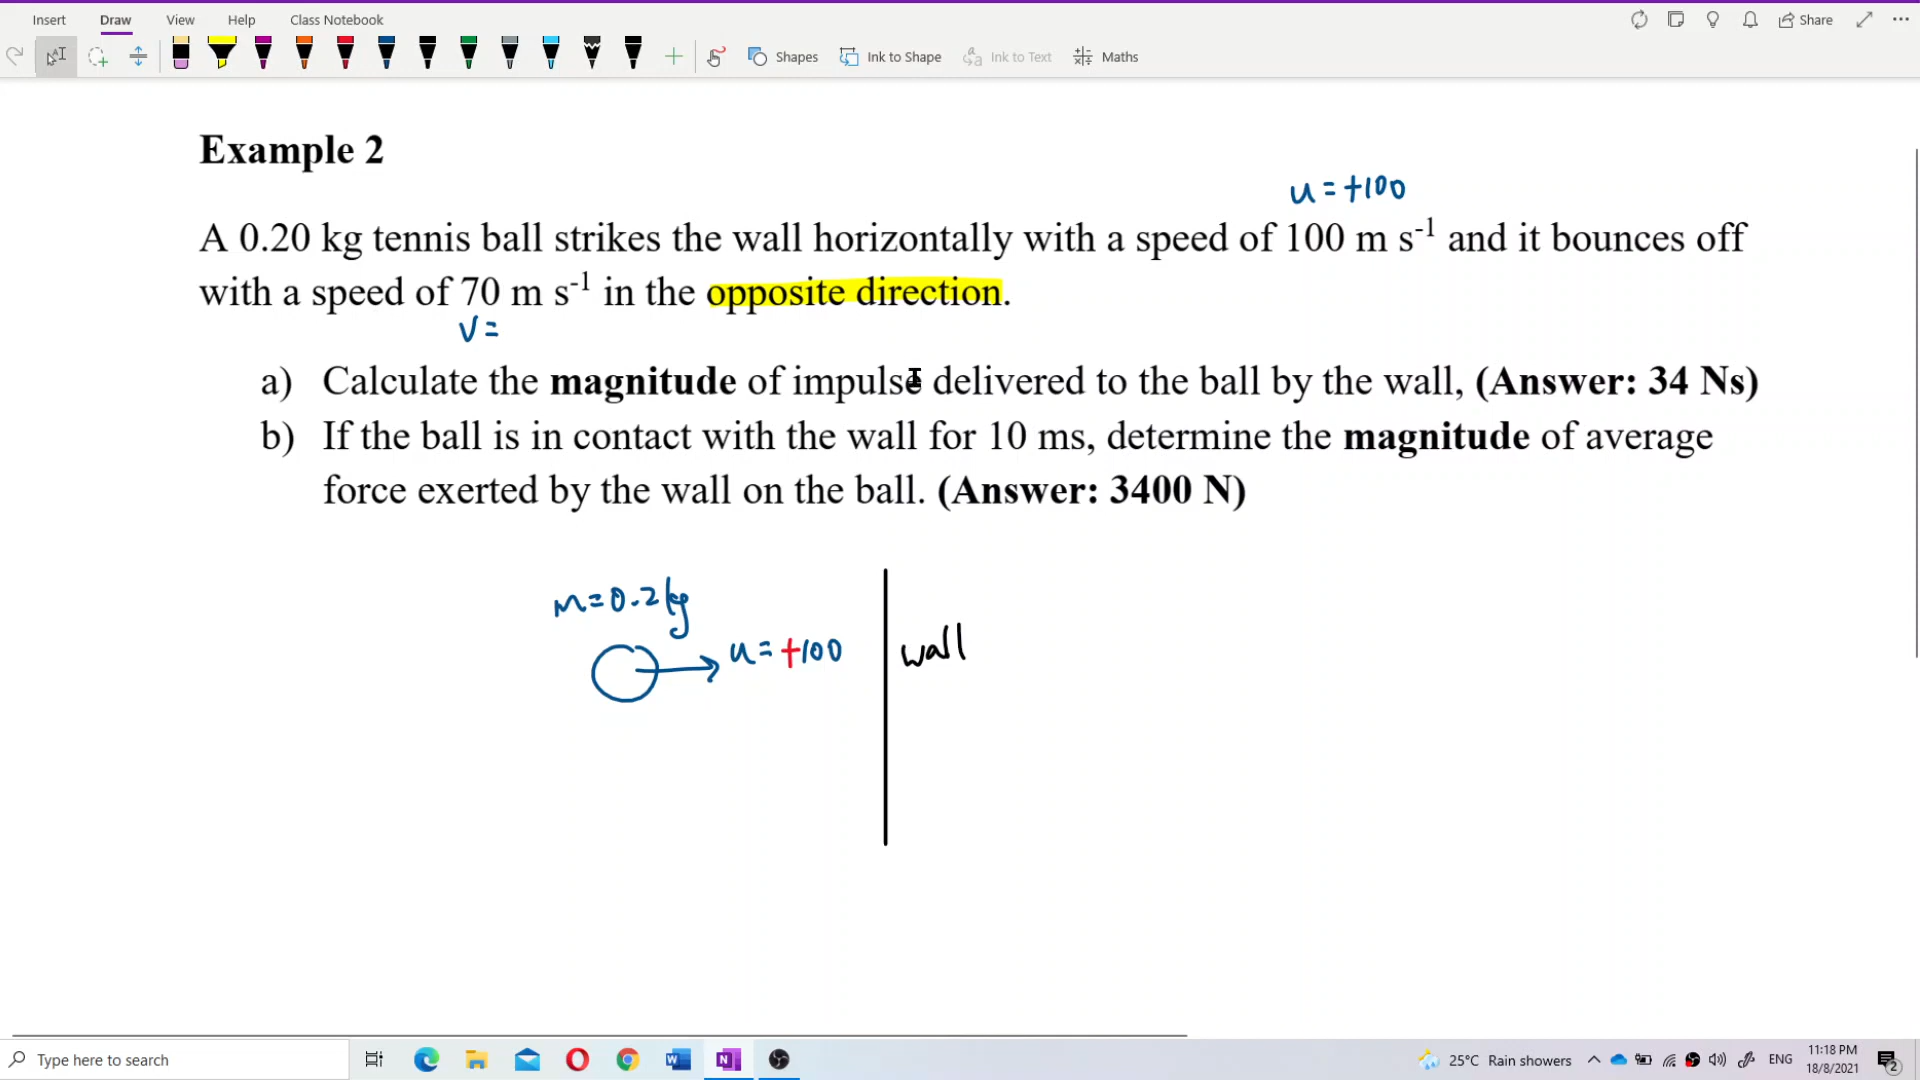 Insert Draw View Help Class Notebook Share
Shapes Ink to Shape Ink to Text Maths
Example 2
u = +100
A 0.20 kg tennis ball strikes the wall horizontally with a speed of 100 m s⁻¹ and it bounces off
with a speed of 70 m s⁻¹ in the opposite direction.
v =
a) Calculate the magnitude of impulse delivered to the ball by the wall, (Answer: 34 Ns)
b) If the ball is in contact with the wall for 10 ms, determine the magnitude of average
force exerted by the wall on the ball. (Answer: 3400 N)
m = 0.2 kg
u = +100
wall
Type here to search 25°C Rain showers ENG 11:18 PM
18/8/2021 2